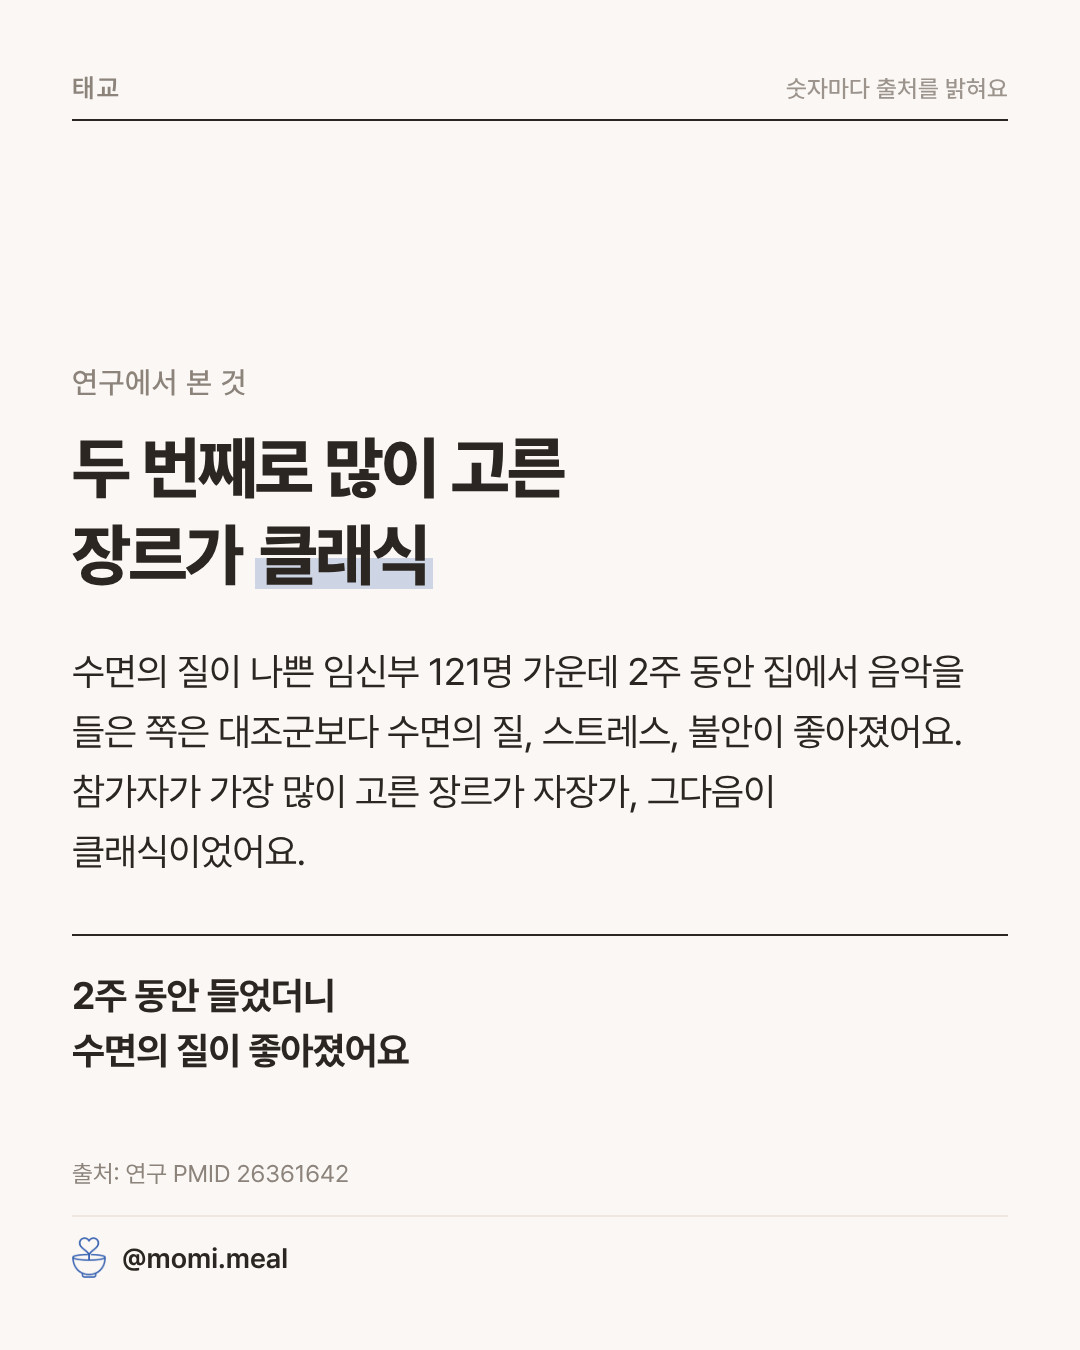 태교
숫자마다 출처를 밝혀요
연구에서 본 것
두 번째로 많이 고른
장르가 클래식
수면의 질이 나쁜 임신부 121명 가운데 2주 동안 집에서 음악을
들은 쪽은 대조군보다 수면의 질, 스트레스, 불안이 좋아졌어요.
참가자가 가장 많이 고른 장르가 자장가, 그다음이
클래식이었어요.
2주 동안 들었더니
수면의 질이 좋아졌어요
출처: 연구 PMID 26361642
@momi.meal